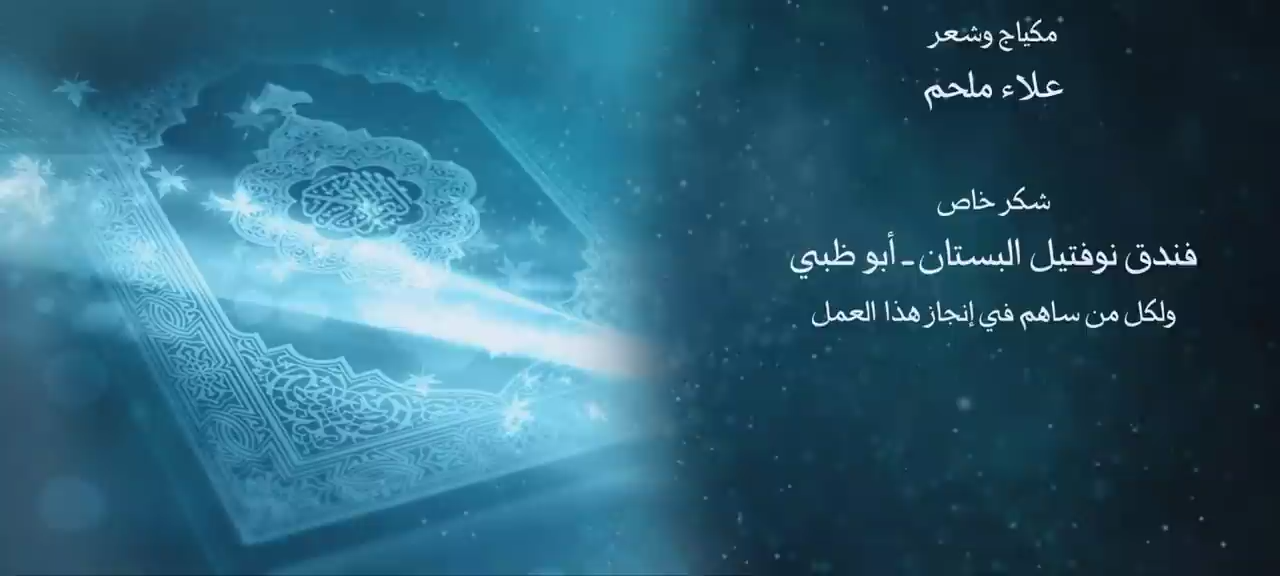 مكياج وشعر
علاء ملحم
شكر خاص
فندق نوفتيل البستان - أبو ظبي
ولكل من ساهم في إنجاز هذا العمل